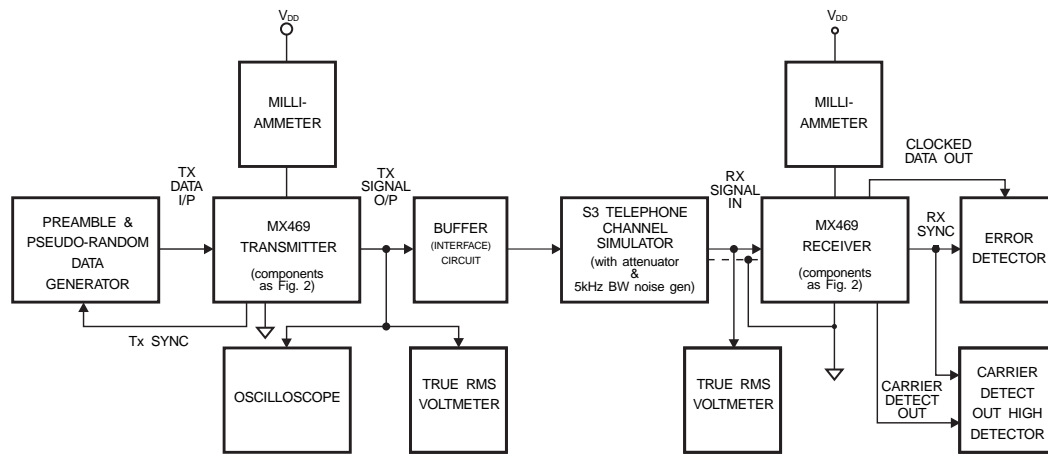 VDD
MILLI-
AMMETER
TX
DATA
I/P
TX
SIGNAL
O/P
PREAMBLE &
PSEUDO-RANDOM
DATA
GENERATOR
MX469
TRANSMITTER
(components
as Fig. 2)
BUFFER
(INTERFACE)
CIRCUIT
Tx SYNC
OSCILLOSCOPE
TRUE RMS
VOLTMETER
VDD
MILLI-
AMMETER
CLOCKED
DATA OUT
RX
SIGNAL
IN
S3 TELEPHONE
CHANNEL
SIMULATOR
(with attenuator
&
5kHz BW noise gen)
MX469
RECEIVER
(components
as Fig. 2)
RX
SYNC
ERROR
DETECTOR
TRUE RMS
VOLTMETER
CARRIER
DETECT
OUT
CARRIER
DETECT
OUT HIGH
DETECTOR